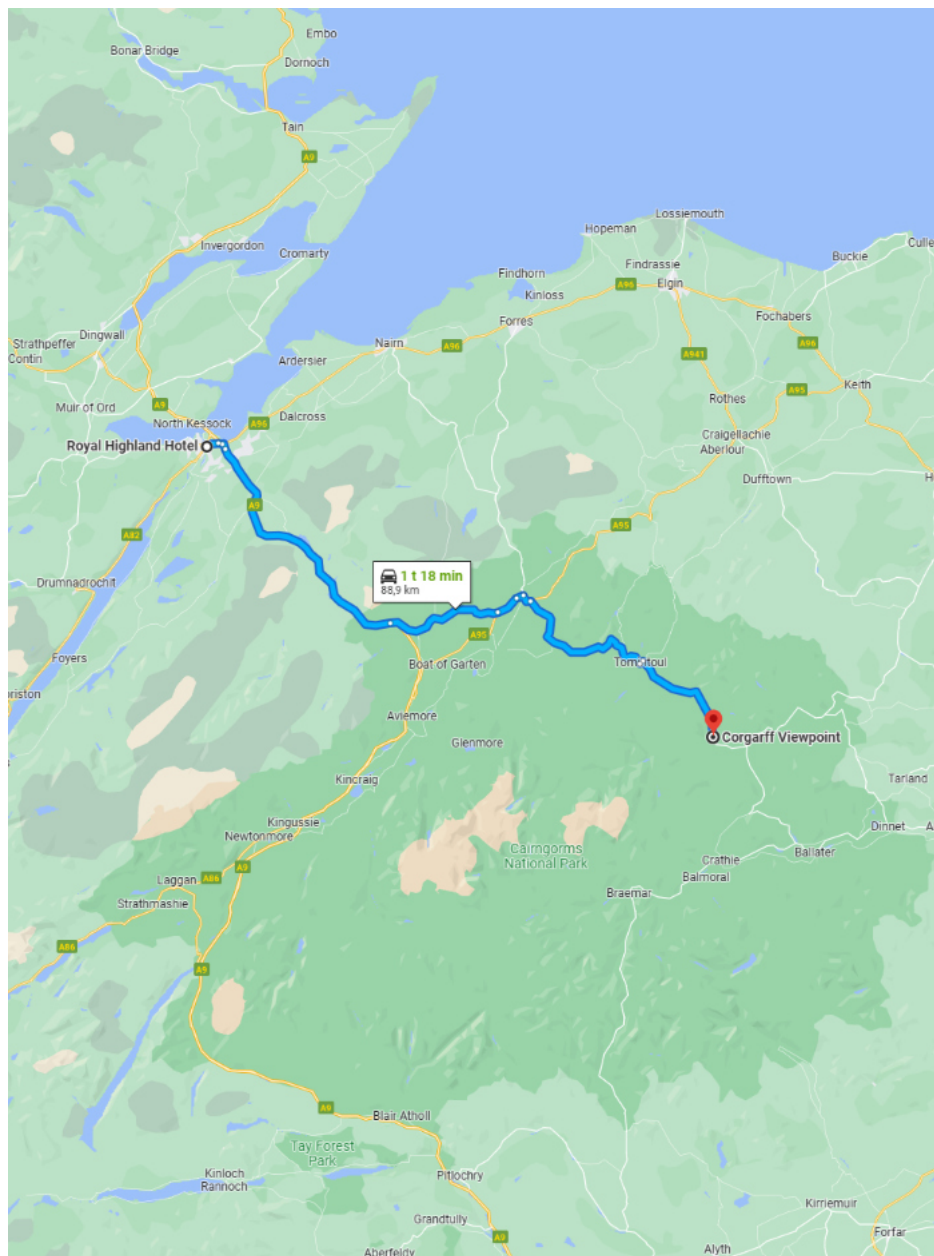 Embo
Bonar Bridge
Dornoch
Tain
A9
Lossiemouth
Hopeman
Invergordon
Cromarty
Findrassie
Buckie
Findhorn
Elgin
Kinloss
A96
Strathpeffer
Contin
Dingwall
Forres
Fochabers
Nairn
A96
A941
A96
Ardersier
Keith
A95
Muir of Ord
A9
Dalcross
Rothes
North Kessock
A96
Craigellachie
Royal Highland Hotel
Aberlour
Dufftown
A9
A82
A95
Drumnadrochit
1 t 18 min
88,9 km
A95
Foyers
Boat of Garten
Tomintoul
Aviemore
Corgarff Viewpoint
Glenmore
Kincraig
Tarland
Kingussie
Newtonmore
Dinnet
Cairngorms
National Park
Ballater
Crathie
Balmoral
A9
Laggan
A86
Braemar
Strathmashie
A86
A9
A9
Blair Atholl
Tay Forest
Park
Kinloch
Rannoch
Pitlochry
Kirriemuir
Grandtully
A9
Forfar
Alyth
Aberfeldy